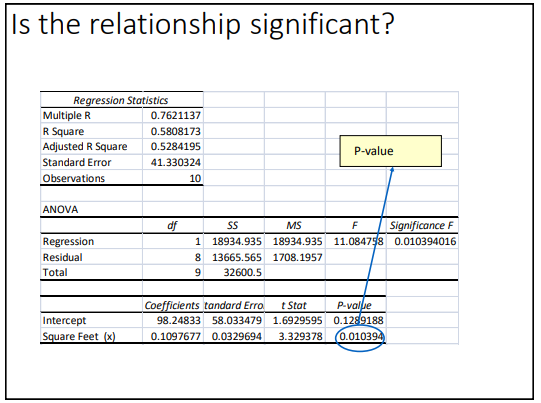 Is the relationship significant?
Regression Statistics
Multiple R 0.7621137
R Square 0.5808173
Adjusted R Square 0.5284195
Standard Error 41.330324
Observations 10
P-value
ANOVA
df SS MS F Significance F
Regression 1 18934.935 18934.935 11.084758 0.010394016
Residual 8 13665.565 1708.1957
Total 9 32600.5
Coefficients tandard Erro t Stat P-value
Intercept 98.24833 58.033479 1.6929595 0.1289188
Square Feet (x) 0.1097677 0.0329694 3.329378 0.010394